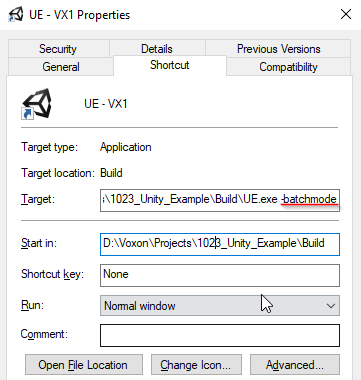 UE - VX1 Properties
Security Details Previous Versions
General Shortcut Compatibility
UE - VX1
Target type: Application
Target location: Build
Target: \1023_Unity_Example\Build\UE.exe -batchmode
Start in: D:\Voxon\Projects\1023_Unity_Example\Build
Shortcut key: None
Run: Normal window
Comment:
Open File Location Change Icon... Advanced...